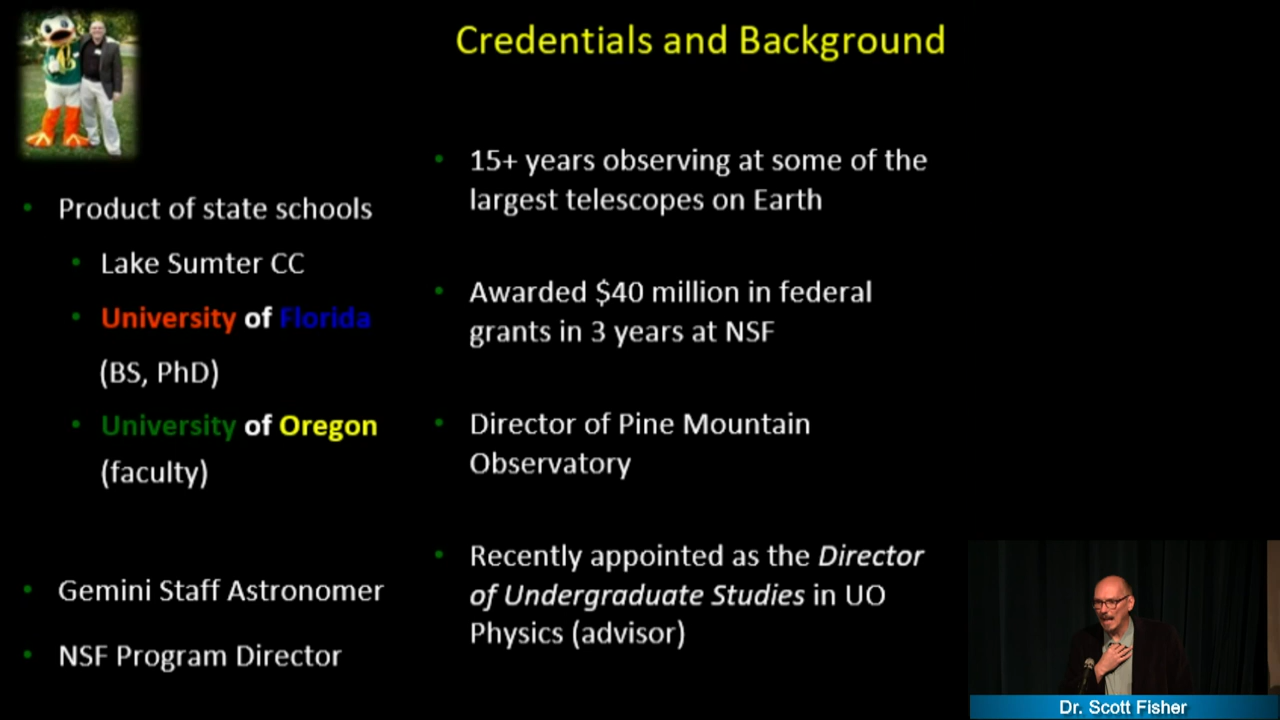 Credentials and Background
• Product of state schools
• Lake Sumter CC
• University of Florida
(BS, PhD)
• University of Oregon
(faculty)
• Gemini Staff Astronomer
• NSF Program Director
• 15+ years observing at some of the
largest telescopes on Earth
• Awarded $40 million in federal
grants in 3 years at NSF
• Director of Pine Mountain
Observatory
• Recently appointed as the Director
of Undergraduate Studies in UO
Physics (advisor)
Dr. Scott Fisher